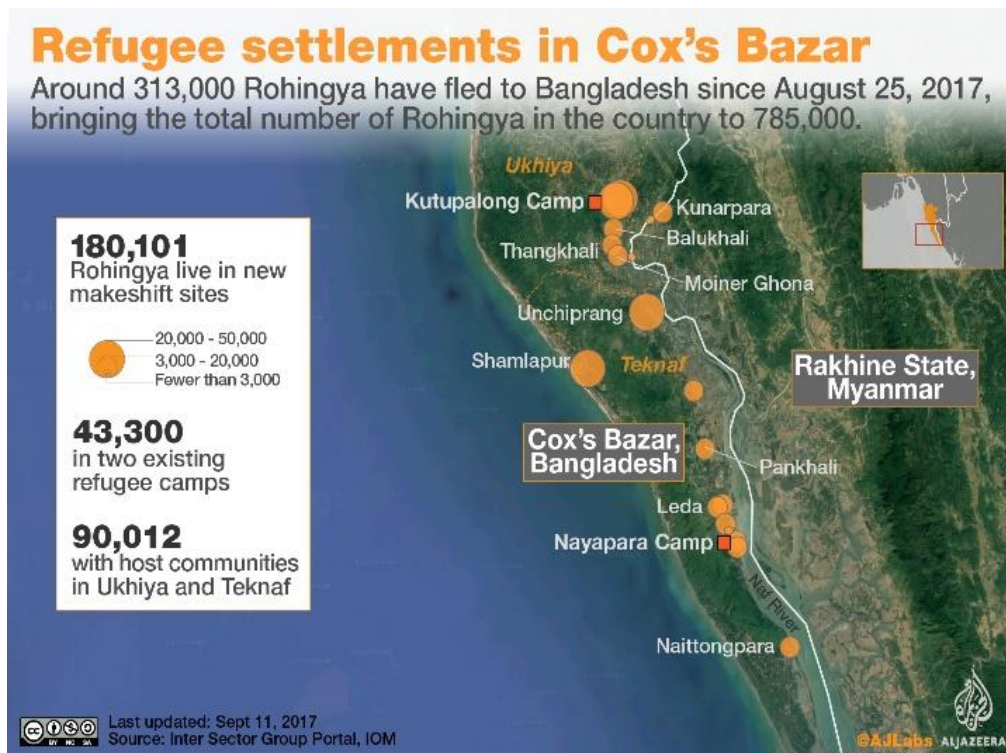 Refugee settlements in Cox's Bazar
Around 313,000 Rohingya have fled to Bangladesh since August 25, 2017,
bringing the total number of Rohingya in the country to 785,000.
Ukhiya
Kutupalong Camp
Kunarpara
Balukhali
Thangkhali
Moiner Ghona
Unchiprang
Shamlapur
Teknaf
Rakhine State,
Myanmar
Cox's Bazar,
Bangladesh
Pankhali
Leda
Nayapara Camp
Naf River
Naittongpara
180,101
Rohingya live in new
makeshift sites
20,000 - 50,000
3,000 - 20,000
Fewer than 3,000
43,300
in two existing
refugee camps
90,012
with host communities
in Ukhiya and Teknaf
cc
BY NC SA
Last updated: Sept 11, 2017
Source: Inter Sector Group Portal, IOM
@AJLabs
ALJAZEERA